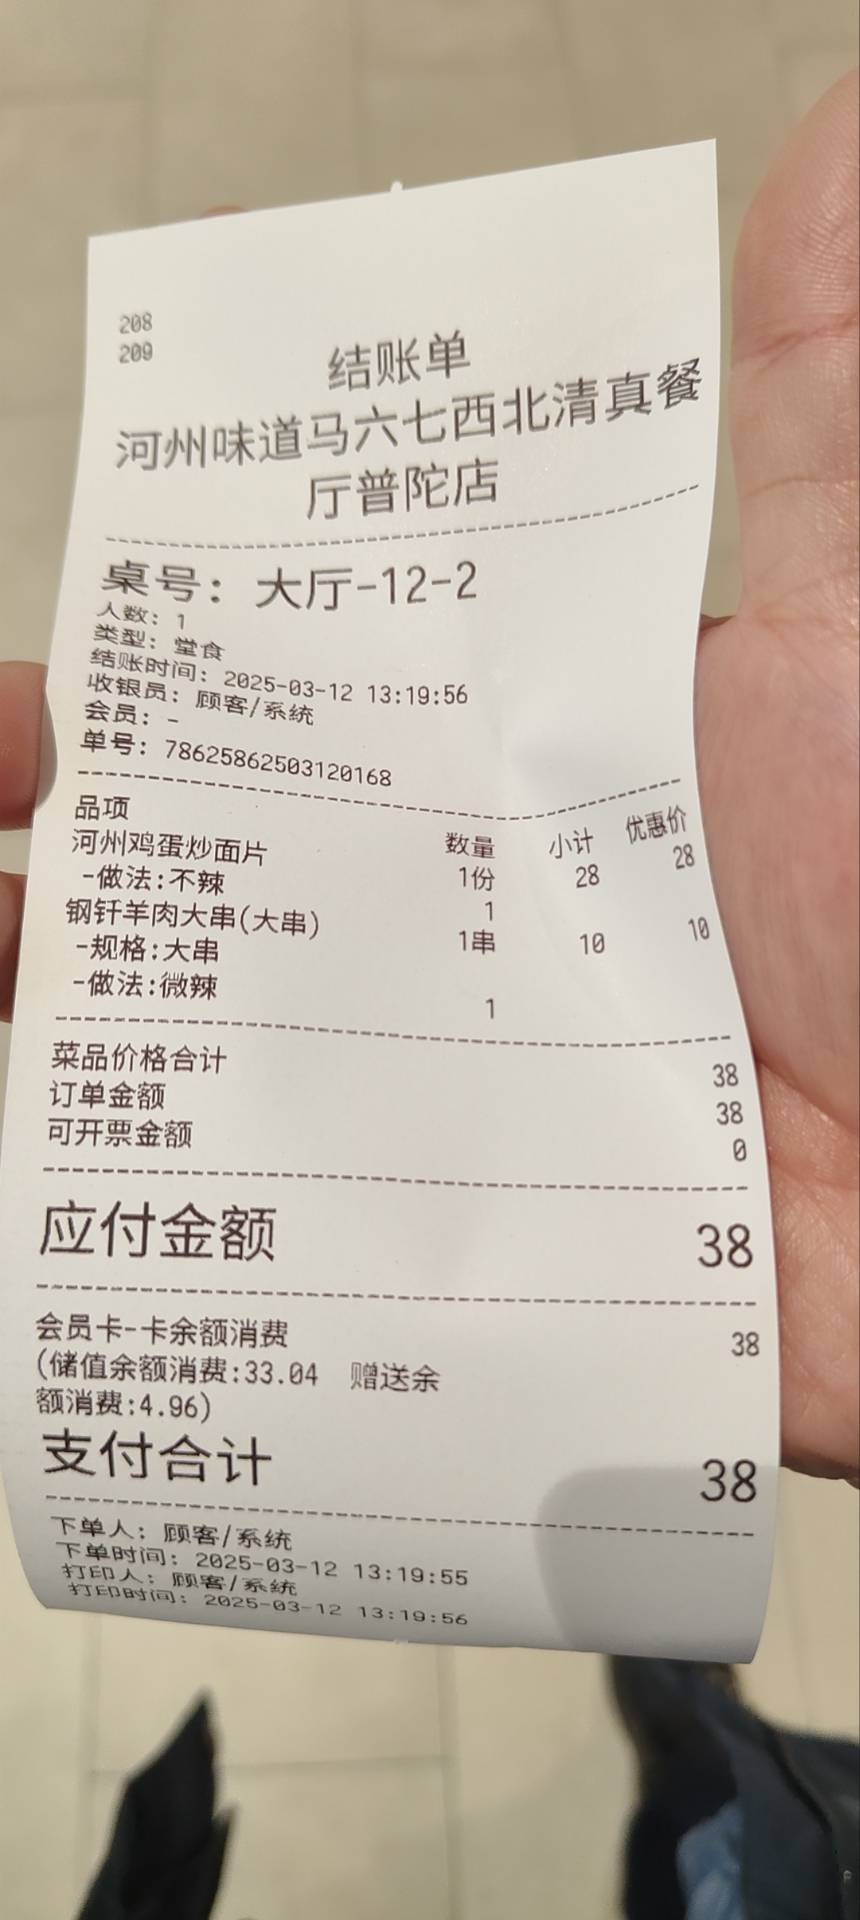 208
209
结账单
河州味道马六七西北清真餐
厅普陀店
桌号：大厅-12-2
人数：1
类型：堂食
结账时间：2025-03-12 13:19:56
收银员：顾客/系统
会员：-
单号：78625862503120168
品项 数量 小计 优惠价
河州鸡蛋炒面片 1份 28 28
-做法:不辣 1
钢钎羊肉大串(大串) 1串 10 10
-规格:大串
-做法:微辣 1
菜品价格合计 38
订单金额 38
可开票金额 0
应付金额 38
会员卡-卡余额消费 38
(储值余额消费:33.04 赠送余
额消费:4.96)
支付合计 38
下单人：顾客/系统
下单时间：2025-03-12 13:19:55
打印人：顾客/系统
打印时间：2025-03-12 13:19:56